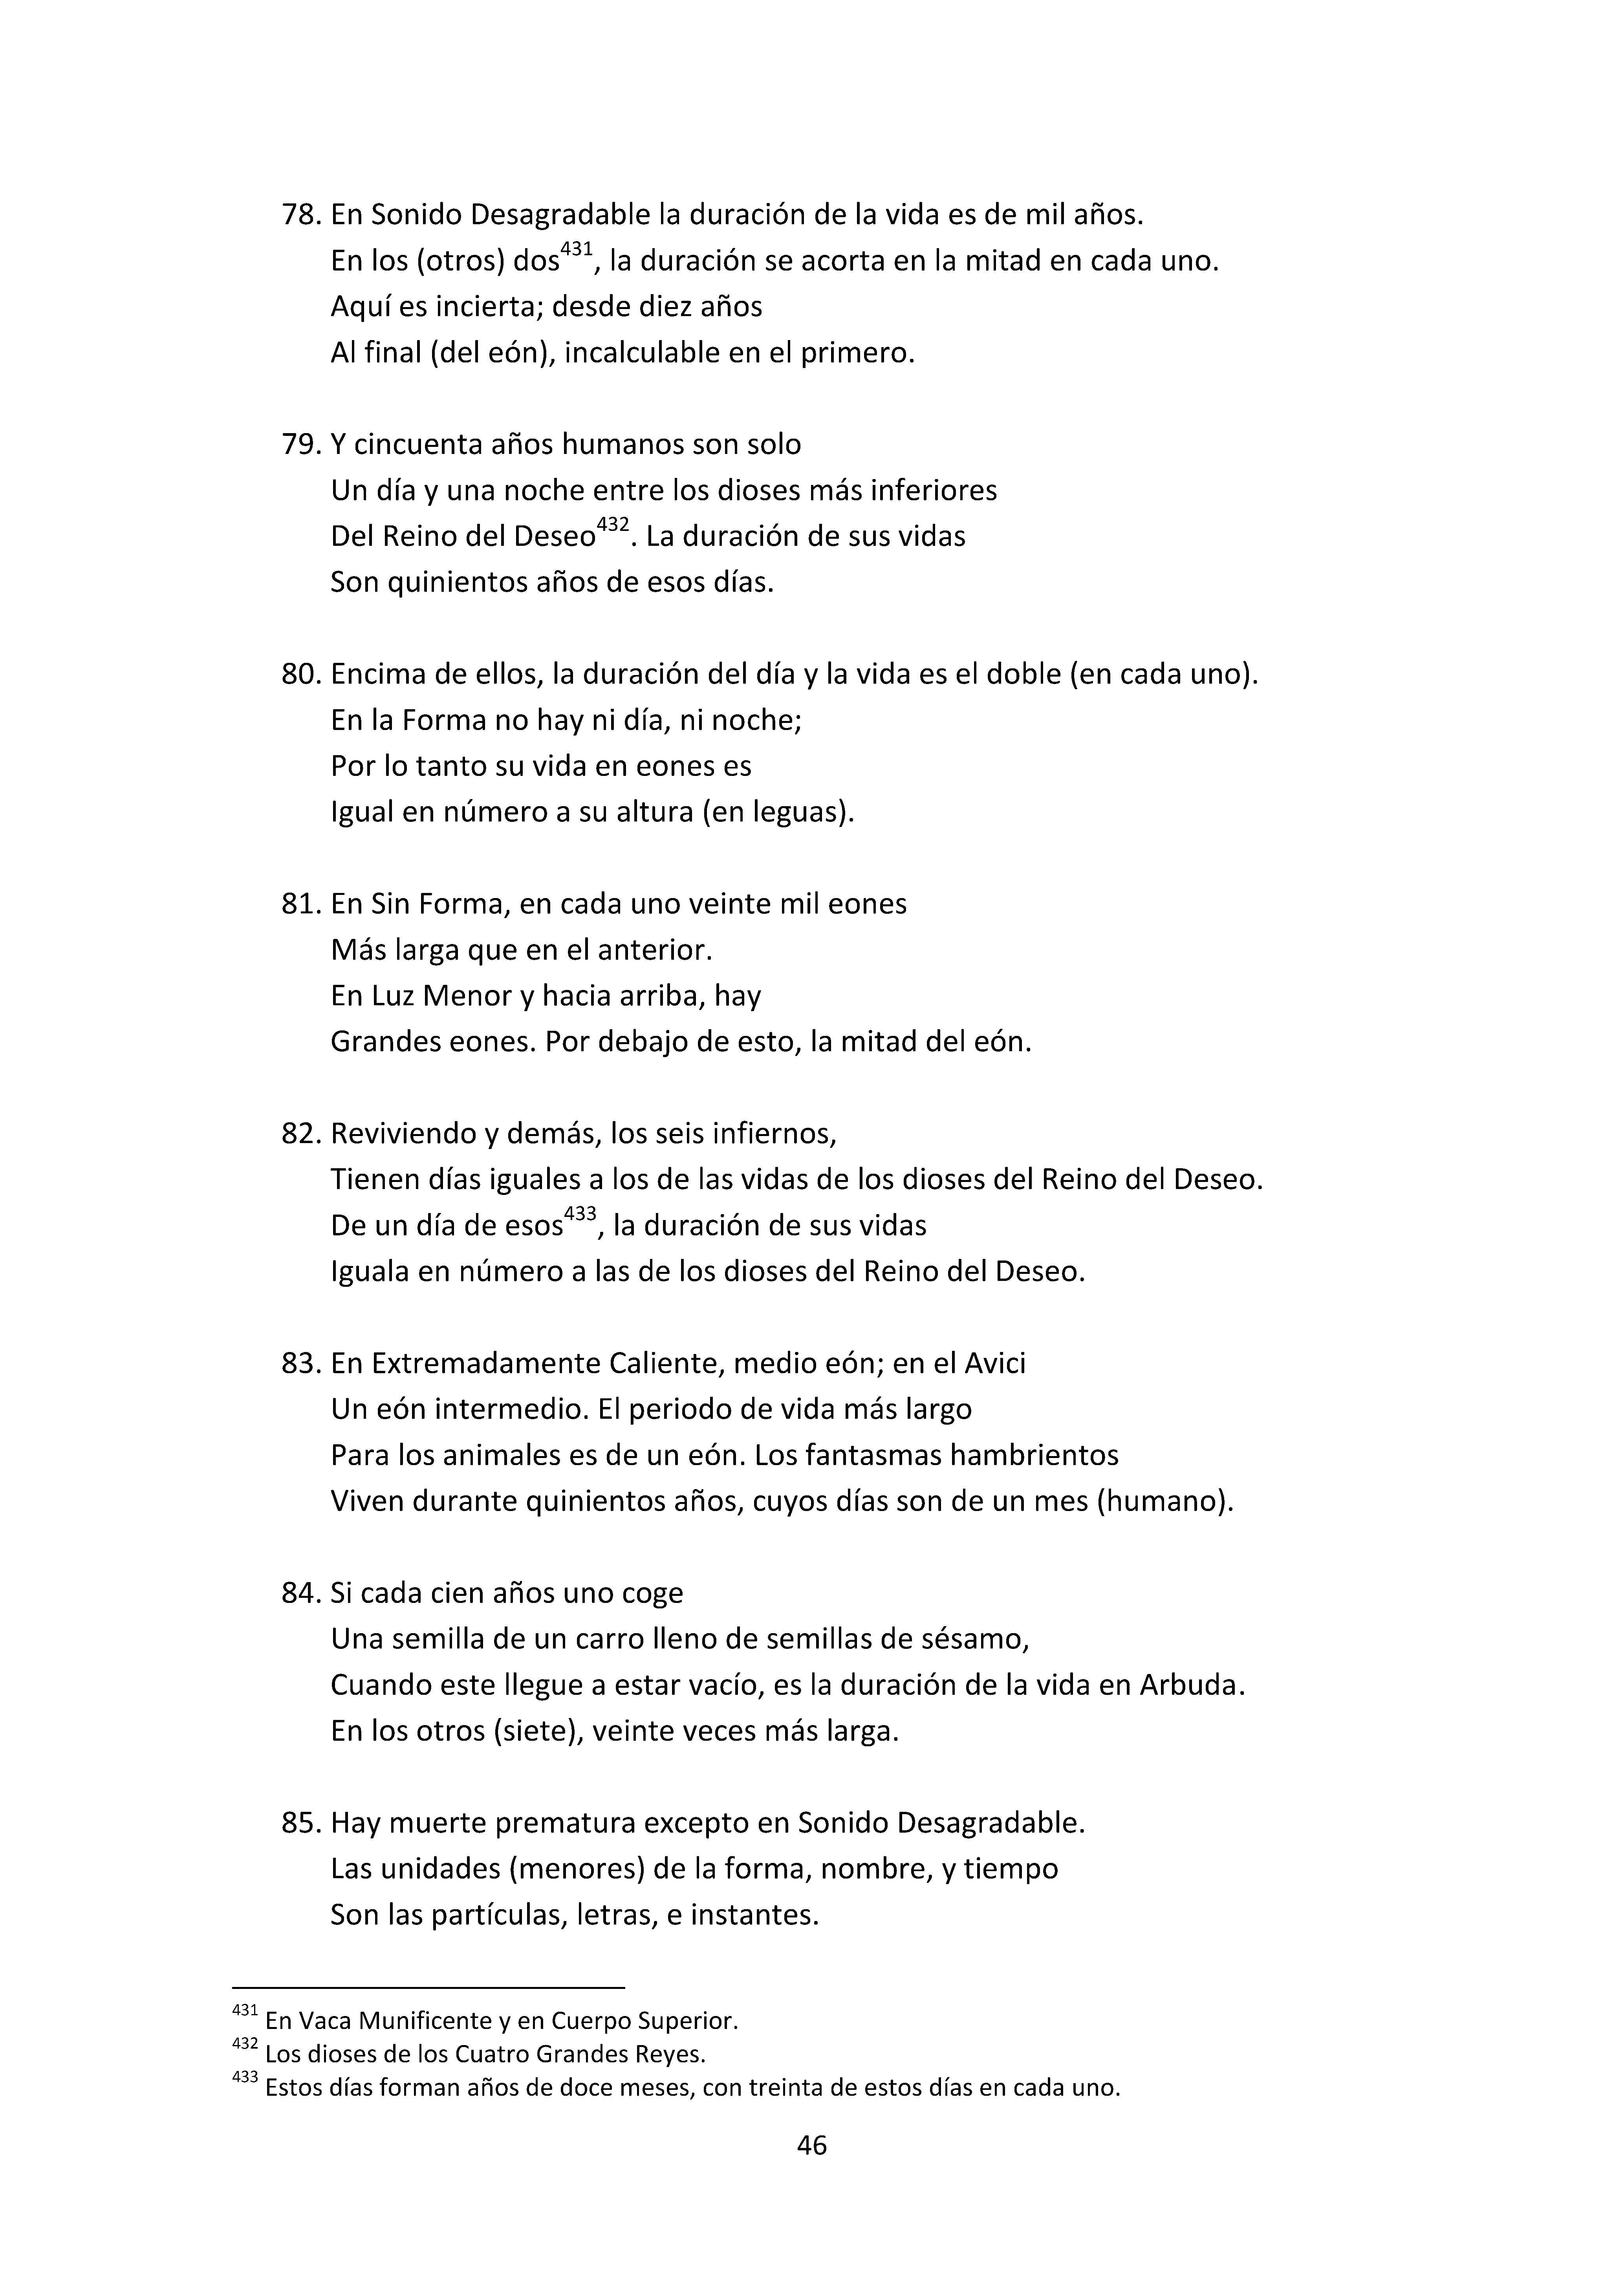 78. En Sonido Desagradable la duración de la vida es de mil años.
En los (otros) dos431, la duración se acorta en la mitad en cada uno.
Aquí es incierta; desde diez años
Al final (del eón), incalculable en el primero.
79. Y cincuenta años humanos son solo
Un día y una noche entre los dioses más inferiores
Del Reino del Deseo432. La duración de sus vidas
Son quinientos años de esos días.
80. Encima de ellos, la duración del día y la vida es el doble (en cada uno).
En la Forma no hay ni día, ni noche;
Por lo tanto su vida en eones es
Igual en número a su altura (en leguas).
81. En Sin Forma, en cada uno veinte mil eones
Más larga que en el anterior.
En Luz Menor y hacia arriba, hay
Grandes eones. Por debajo de esto, la mitad del eón.
82. Reviviendo y demás, los seis infiernos,
Tienen días iguales a los de las vidas de los dioses del Reino del Deseo.
De un día de esos433, la duración de sus vidas
Iguala en número a las de los dioses del Reino del Deseo.
83. En Extremadamente Caliente, medio eón; en el Avici
Un eón intermedio. El periodo de vida más largo
Para los animales es de un eón. Los fantasmas hambrientos
Viven durante quinientos años, cuyos días son de un mes (humano).
84. Si cada cien años uno coge
Una semilla de un carro lleno de semillas de sésamo,
Cuando este llegue a estar vacío, es la duración de la vida en Arbuda.
En los otros (siete), veinte veces más larga.
85. Hay muerte prematura excepto en Sonido Desagradable.
Las unidades (menores) de la forma, nombre, y tiempo
Son las partículas, letras, e instantes.
431 En Vaca Munificente y en Cuerpo Superior.
432 Los dioses de los Cuatro Grandes Reyes.
433 Estos días forman años de doce meses, con treinta de estos días en cada uno.
46